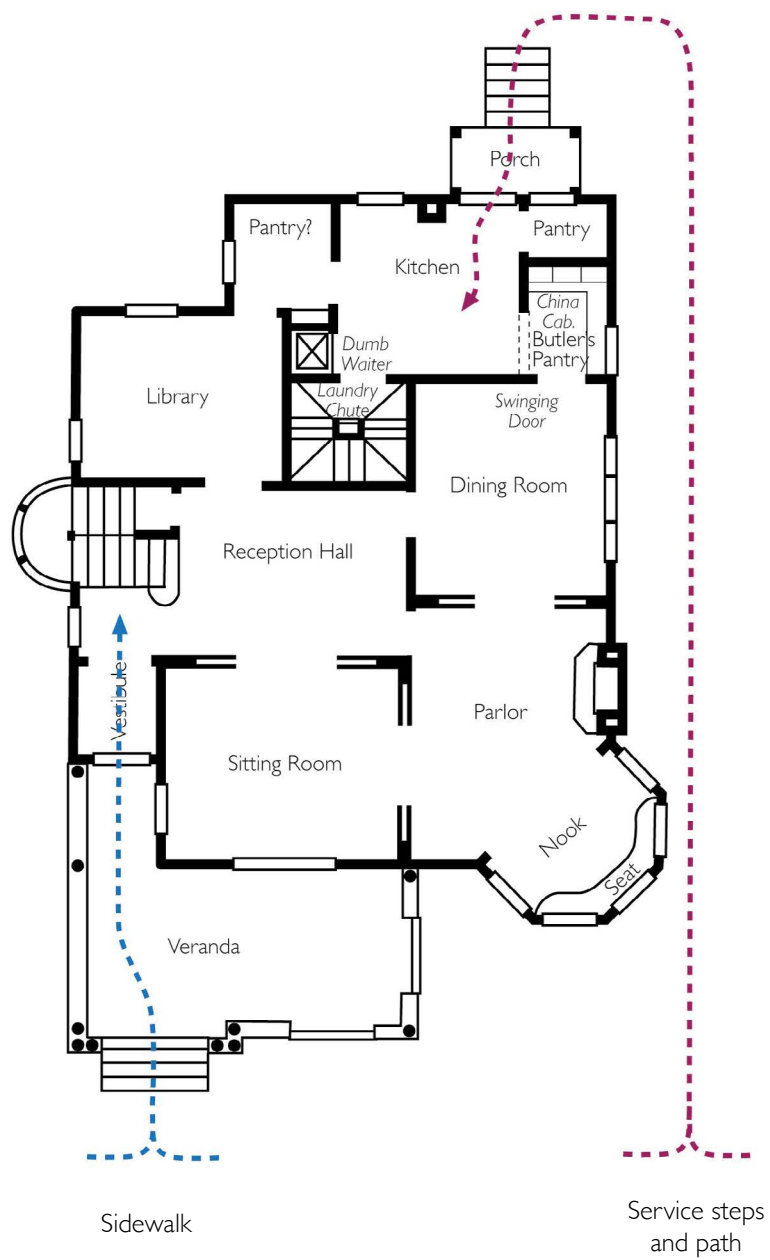 Porch
Pantry?
Pantry
Kitchen
China
Cab.
Butler's
Pantry
Dumb
Waiter
Library
Laundry
Chute
Swinging
Door
Dining Room
Reception Hall
Vestibule
Parlor
Sitting Room
Nook
Seat
Veranda
Sidewalk
Service steps
and path